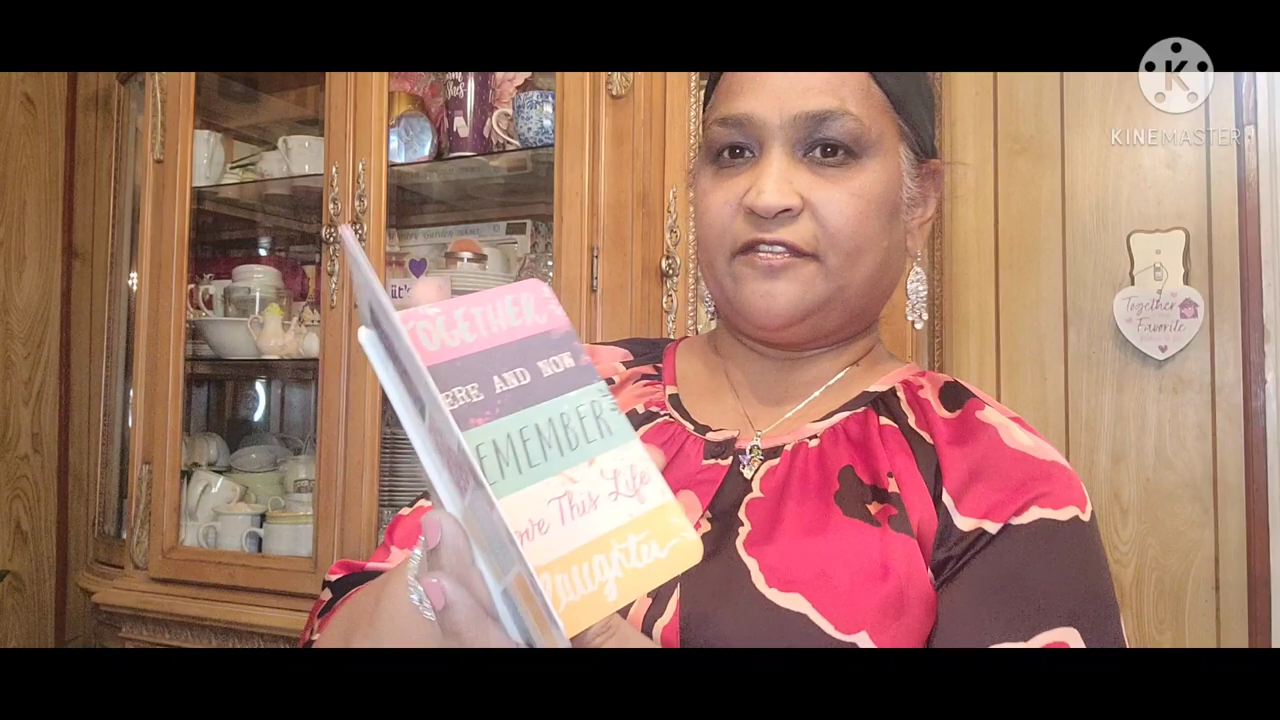 K
KINEMASTER
TOGETHER
ERE AND NOW
EMEMBER
ove This Life
Laughter
Together
Favorite